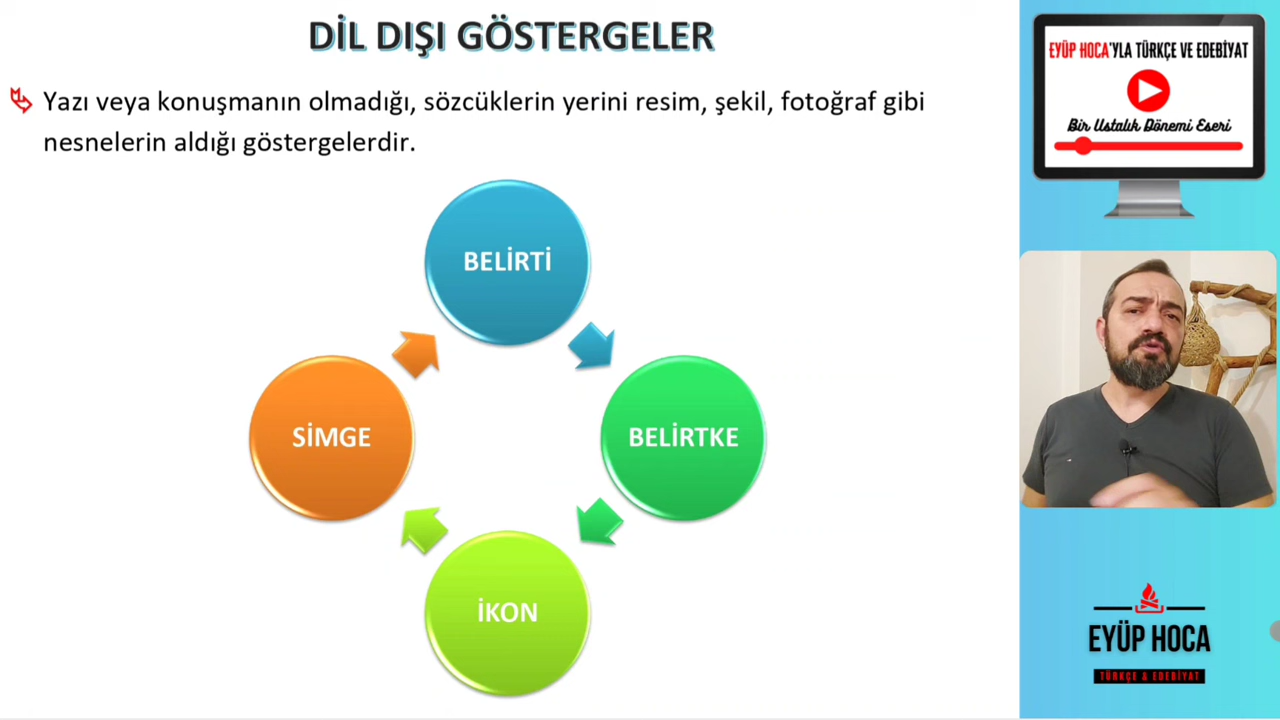 DİL DIŞI GÖSTERGELER
Yazı veya konuşmanın olmadığı, sözcüklerin yerini resim, şekil, fotoğraf gibi
nesnelerin aldığı göstergelerdir.
BELİRTİ
SİMGE
BELİRTKE
İKON
EYÜP HOCA'YLA TÜRKÇE VE EDEBİYAT
Bir Ustalık Dönemi Eseri
EYÜP HOCA
TÜRKÇE & EDEBİYAT